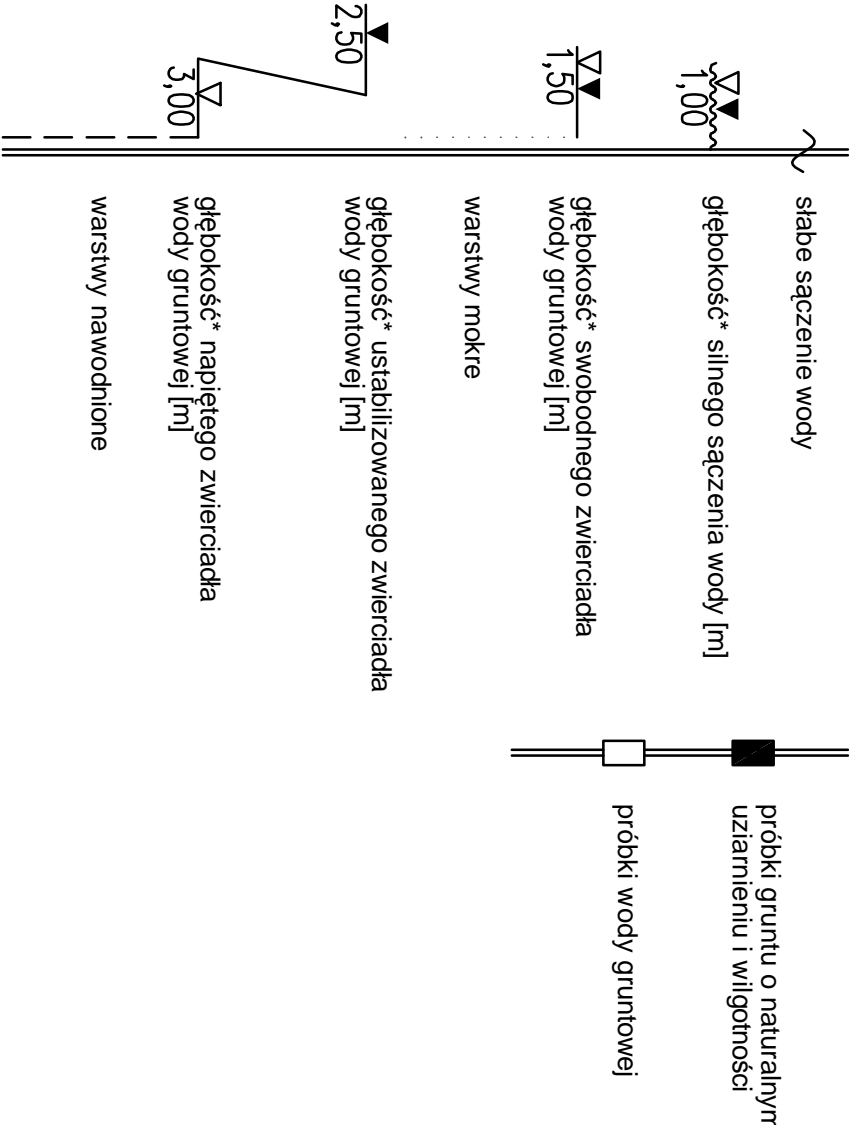 słabe sączenie wody
1,00
głębokość* silnego sączenia wody [m]
1,50
głębokość* swobodnego zwierciadła
wody gruntowej [m]
warstwy mokre
2,50
głębokość* ustabilizowanego zwierciadła
wody gruntowej [m]
3,00
głębokość* napiętego zwierciadła
wody gruntowej [m]
warstwy nawodnione
próbki gruntu o naturalnym
uziarnieniu i wilgotności
próbki wody gruntowej